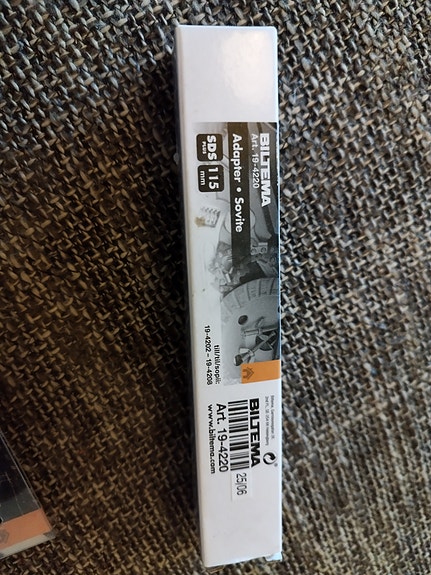 BILTEMA
Art. 19-4220
Adapter • Sovite
SDS
PLUS
115
mm
till/til/sopii:
19-4202 – 19-4208
BILTEMA®
Art. 19-4220
www.biltema.com
25/06